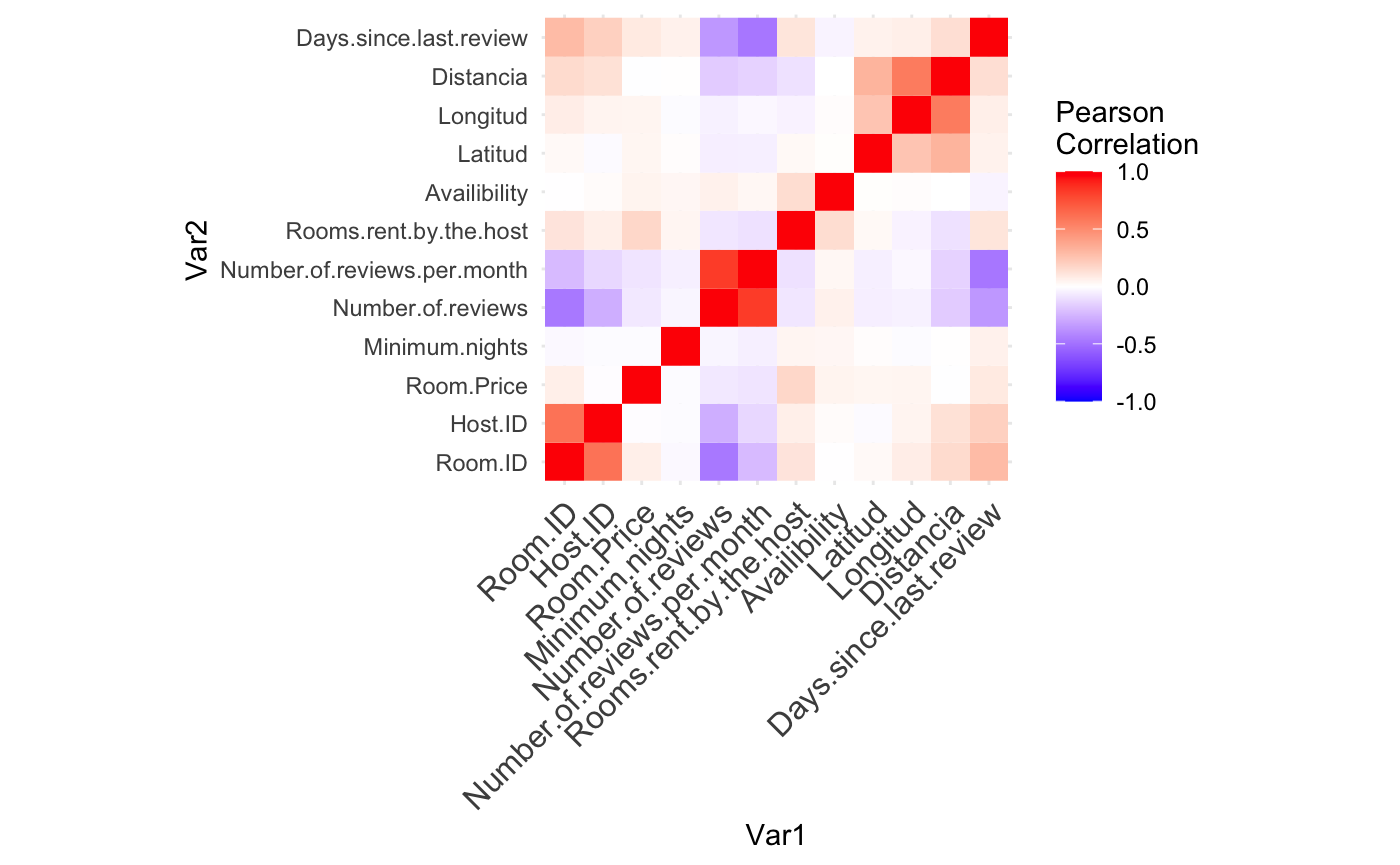 Days.since.last.review
Distancia
Longitud
Latitud
Availibility
Rooms.rent.by.the.host
Number.of.reviews.per.month
Number.of.reviews
Minimum.nights
Room.Price
Host.ID
Room.ID
Var2
Room.ID
Host.ID
Room.Price
Minimum.nights
Number.of.reviews
Number.of.reviews.per.month
Rooms.rent.by.the.host
Availibility
Latitud
Longitud
Distancia
Days.since.last.review
Var1
Pearson
Correlation
1.0
0.5
0.0
-0.5
-1.0